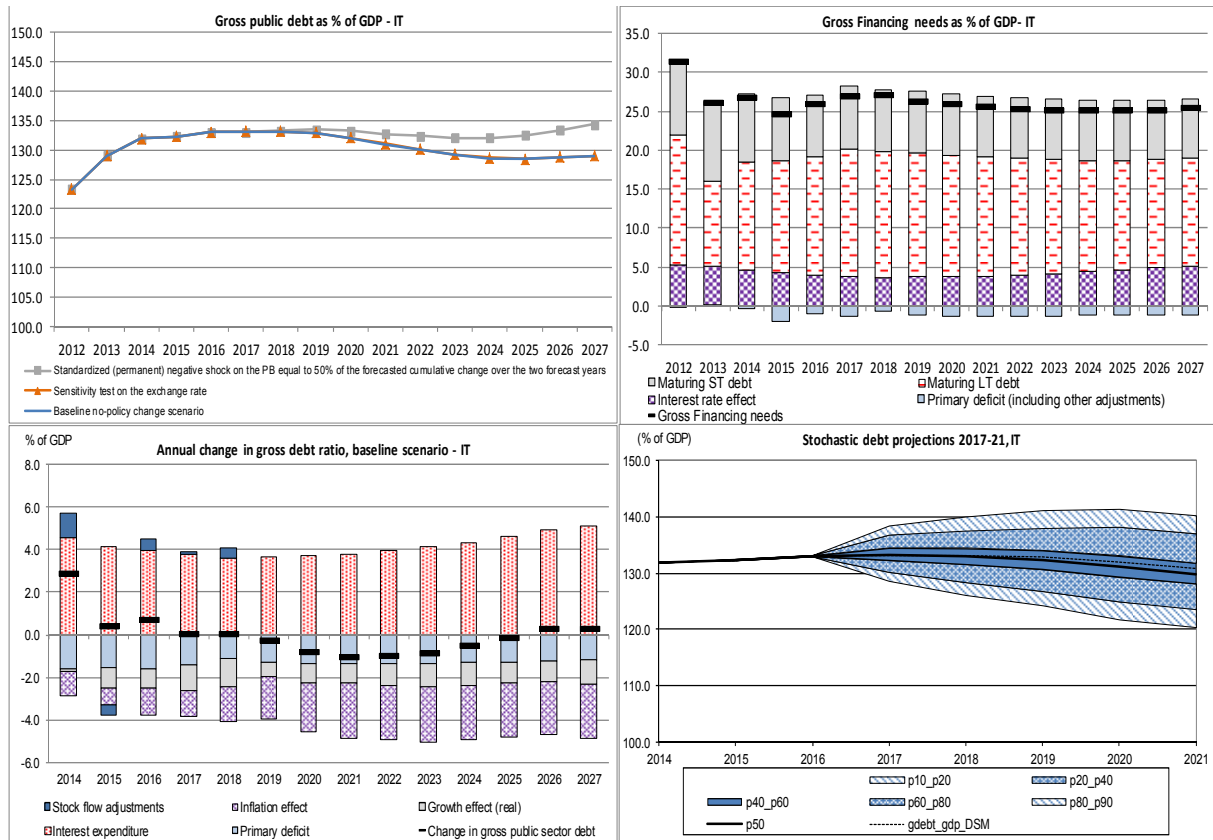 Gross public debt as % of GDP - IT
150.0
145.0
140.0
135.0
130.0
125.0
120.0
115.0
110.0
105.0
100.0
2012 2013 2014 2015 2016 2017 2018 2019 2020 2021 2022 2023 2024 2025 2026 2027
Standardized (permanent) negative shock on the PB equal to 50% of the forecasted cumulative change over the two forecast years
Sensitivity test on the exchange rate
Baseline no-policy change scenario
Gross Financing needs as % of GDP- IT
35.0
30.0
25.0
20.0
15.0
10.0
5.0
0.0
-5.0
2012 2013 2014 2015 2016 2017 2018 2019 2020 2021 2022 2023 2024 2025 2026 2027
Maturing ST debt Maturing LT debt
Interest rate effect Primary deficit (including other adjustments)
Gross Financing needs
% of GDP
Annual change in gross debt ratio, baseline scenario - IT
8.0
6.0
4.0
2.0
0.0
-2.0
-4.0
-6.0
2014 2015 2016 2017 2018 2019 2020 2021 2022 2023 2024 2025 2026 2027
Stock flow adjustments Inflation effect Growth effect (real)
Interest expenditure Primary deficit Change in gross public sector debt
(% of GDP)
Stochastic debt projections 2017-21, IT
150.0
140.0
130.0
120.0
110.0
100.0
2014 2015 2016 2017 2018 2019 2020 2021
p10_p20 p20_p40
p40_p60 p60_p80 p80_p90
p50 gdebt_gdp_DSM